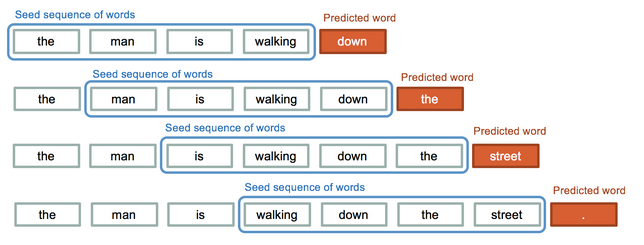 Seed sequence of words
Predicted word
the man is walking down
Seed sequence of words
Predicted word
the man is walking down the
Seed sequence of words
Predicted word
the man is walking down the street
Seed sequence of words
Predicted word
the man is walking down the street .